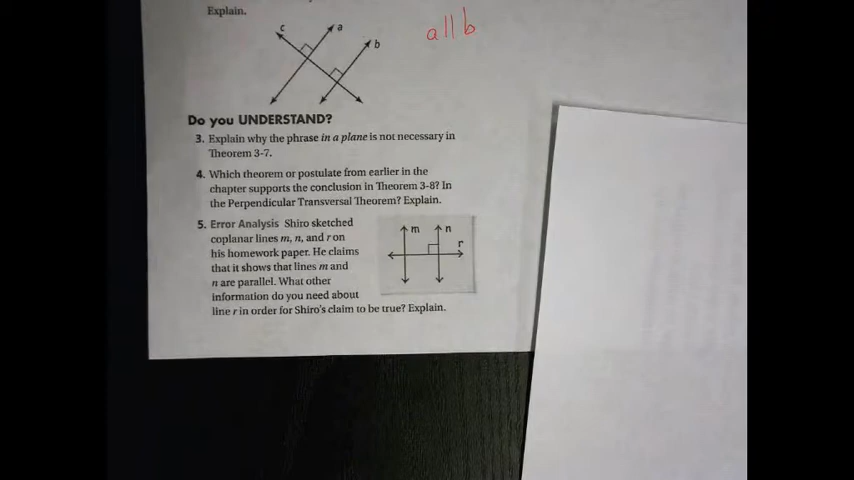 Explain.
c
a
b
a || b
Do you UNDERSTAND?
3. Explain why the phrase in a plane is not necessary in
Theorem 3-7.
4. Which theorem or postulate from earlier in the
chapter supports the conclusion in Theorem 3-8? In
the Perpendicular Transversal Theorem? Explain.
5. Error Analysis Shiro sketched
coplanar lines m, n, and r on
his homework paper. He claims
that it shows that lines m and
n are parallel. What other
information do you need about
line r in order for Shiro's claim to be true? Explain.
m
n
r